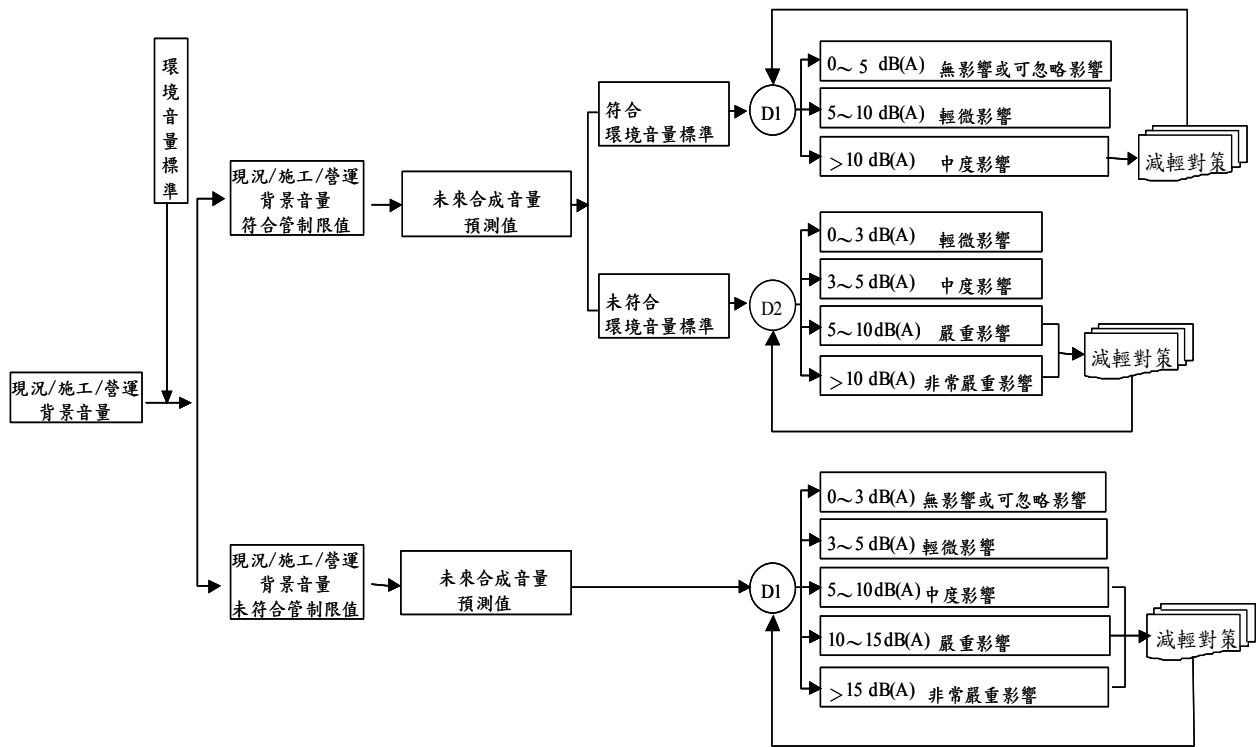 環
境
音
量
標
準
現況/施工/營運
背景音量
現況/施工/營運
背景音量
符合管制限值
未來合成音量
預測值
符合
環境音量標準
D1
0～5 dB(A) 無影響或可忽略影響
5～10 dB(A) 輕微影響
>10 dB(A) 中度影響
減輕對策
未符合
環境音量標準
D2
0～3 dB(A) 輕微影響
3～5 dB(A) 中度影響
5～10dB(A) 嚴重影響
>10 dB(A) 非常嚴重影響
減輕對策
現況/施工/營運
背景音量
未符合管制限值
未來合成音量
預測值
D1
0～3 dB(A) 無影響或可忽略影響
3～5 dB(A) 輕微影響
5～10dB(A) 中度影響
10～15dB(A) 嚴重影響
>15 dB(A) 非常嚴重影響
減輕對策